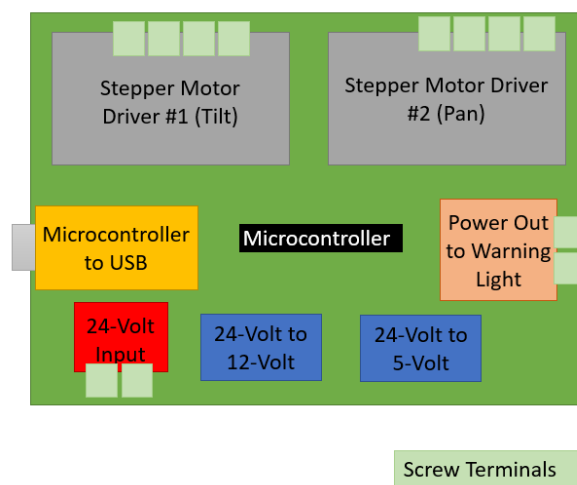 Stepper Motor
Driver #1 (Tilt)
Stepper Motor Driver
#2 (Pan)
Microcontroller
to USB
Microcontroller
Power Out
to Warning
Light
24-Volt
Input
24-Volt to
12-Volt
24-Volt to
5-Volt
Screw Terminals